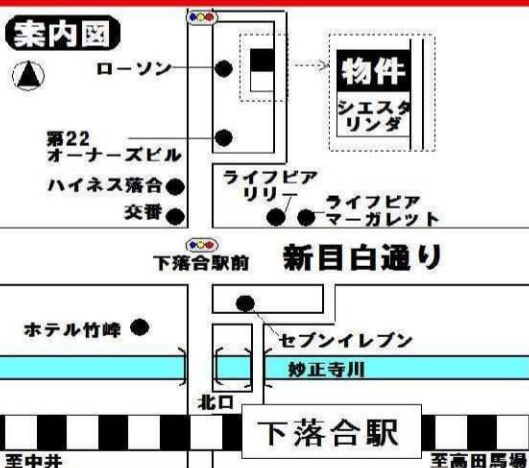 案内図
ローソン
物件
シエスタ
リンダ
第22
オーナーズビル
ハイネス落合
交番
ライフピア
リリー
ライフピア
マーガレット
下落合駅前
新目白通り
ホテル竹峰
セブンイレブン
妙正寺川
北口
下落合駅
至中井
至高田馬場